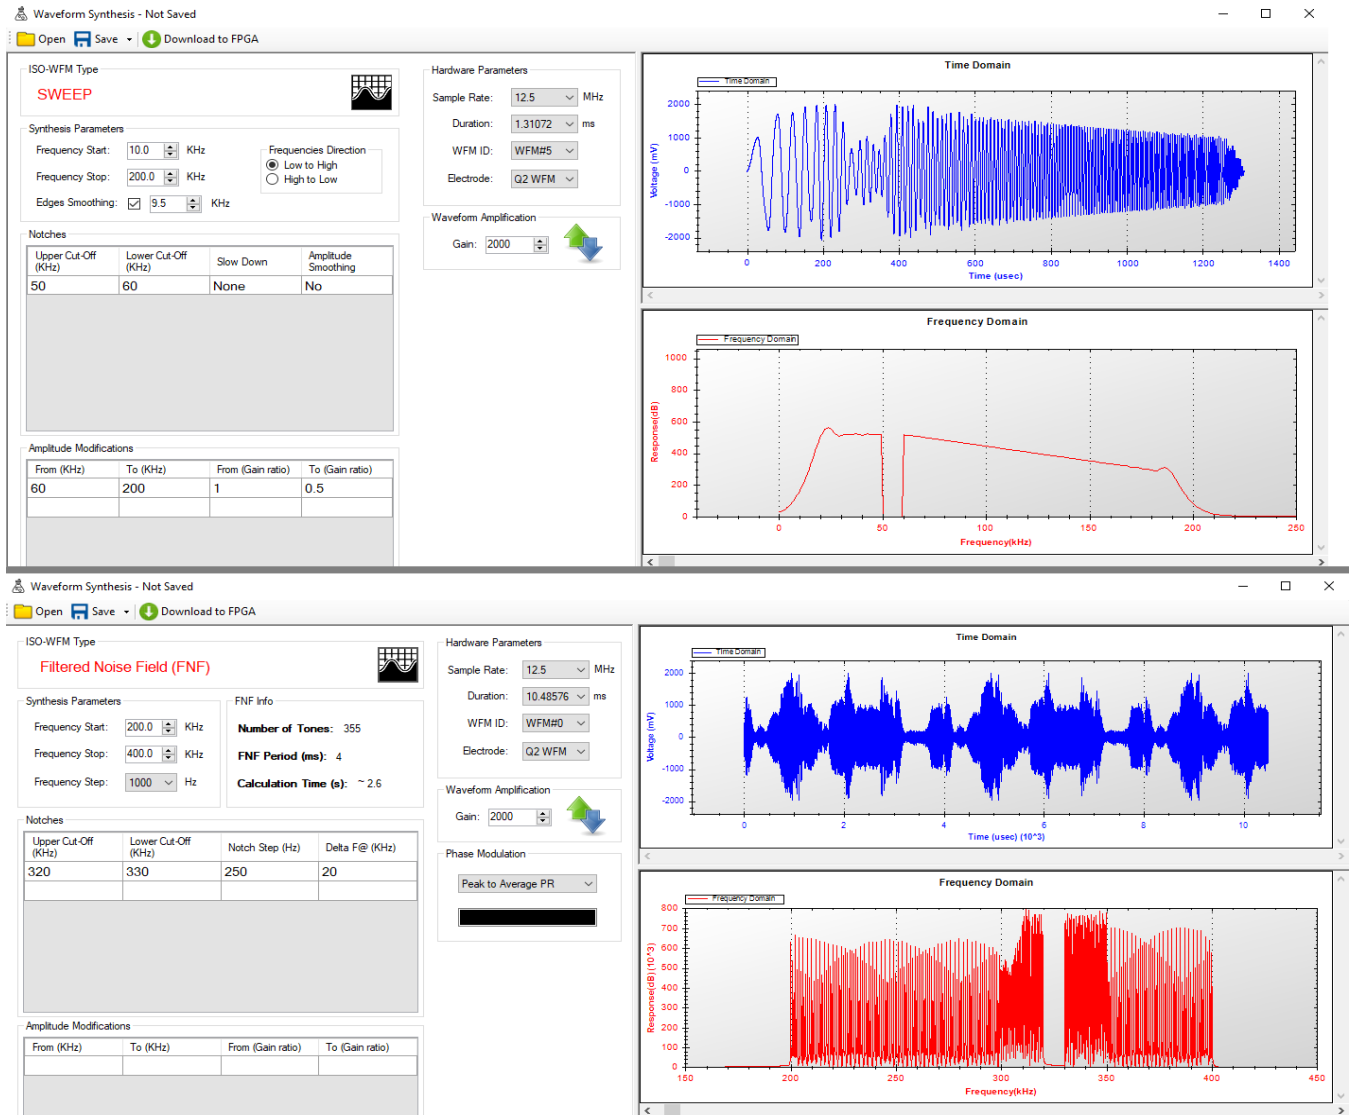 Waveform Synthesis - Not Saved
Open Save Download to FPGA
ISO-WFM Type
SWEEP
Synthesis Parameters
Frequency Start: 10.0 KHz
Frequency Stop: 200.0 KHz
Edges Smoothing: 9.5 KHz
Frequencies Direction
Low to High
High to Low
Notches
Upper Cut-Off (KHz) Lower Cut-Off (KHz) Slow Down Amplitude Smoothing
50 60 None No
Amplitude Modifications
From (KHz) To (KHz) From (Gain ratio) To (Gain ratio)
60 200 1 0.5
Hardware Parameters
Sample Rate: 12.5 MHz
Duration: 1.31072 ms
WFM ID: WFM#5
Electrode: Q2 WFM
Waveform Amplification
Gain: 2000
Time Domain
Time Domain
2000
1000
0
-1000
-2000
Voltage (mV)
0 200 400 600 800 1000 1200 1400
Time (usec)
Frequency Domain
Frequency Domain
1000
800
600
400
200
0
Response(dB)
0 50 100 150 200 250
Frequency(kHz)
Waveform Synthesis - Not Saved
Open Save Download to FPGA
ISO-WFM Type
Filtered Noise Field (FNF)
Synthesis Parameters
Frequency Start: 200.0 KHz
Frequency Stop: 400.0 KHz
Frequency Step: 1000 Hz
FNF Info
Number of Tones: 355
FNF Period (ms): 4
Calculation Time (s): ~ 2.6
Notches
Upper Cut-Off (KHz) Lower Cut-Off (KHz) Notch Step (Hz) Delta F@ (KHz)
320 330 250 20
Amplitude Modifications
From (KHz) To (KHz) From (Gain ratio) To (Gain ratio)
Hardware Parameters
Sample Rate: 12.5 MHz
Duration: 10.48576 ms
WFM ID: WFM#0
Electrode: Q2 WFM
Waveform Amplification
Gain: 2000
Phase Modulation
Peak to Average PR
Time Domain
Time Domain
2000
1000
0
-1000
-2000
Voltage (mV)
0 2 4 6 8 10
Time (usec) (10^3)
Frequency Domain
Frequency Domain
800
700
600
500
400
300
200
100
0
Response(dB) (10^3)
150 200 250 300 350 400 450
Frequency(kHz)